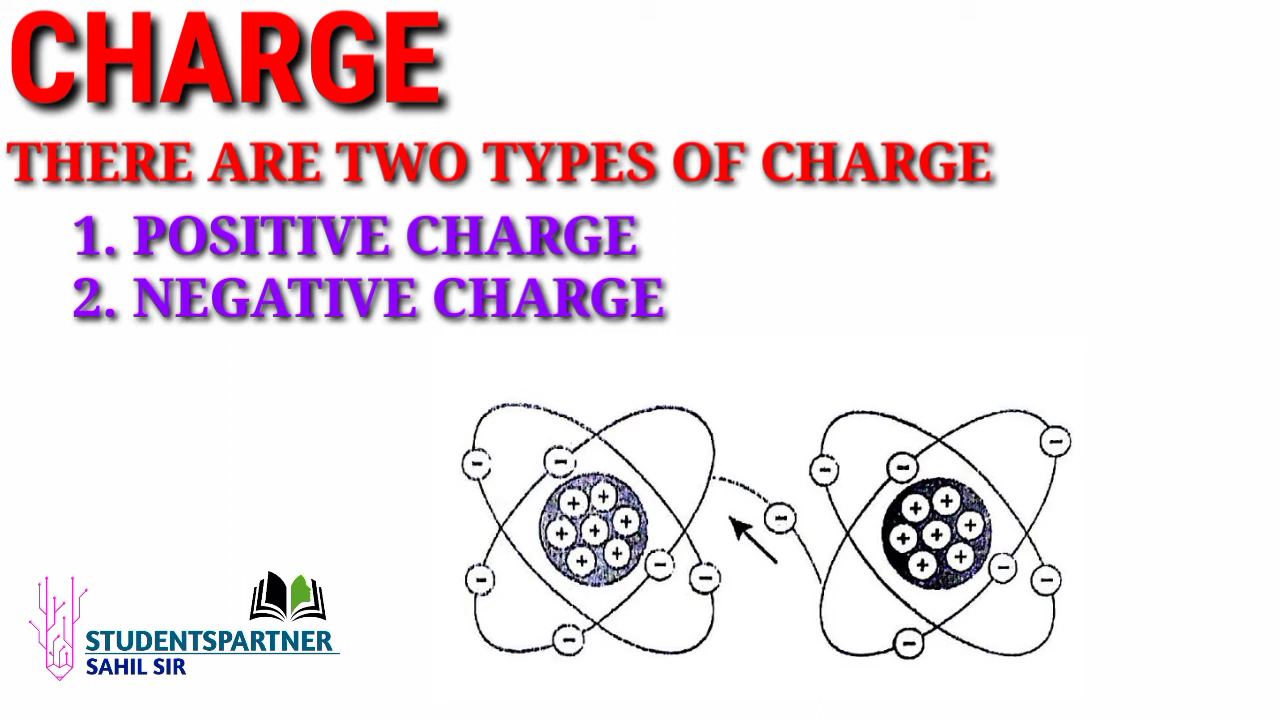 CHARGE
THERE ARE TWO TYPES OF CHARGE
1. POSITIVE CHARGE
2. NEGATIVE CHARGE
STUDENTSPARTNER
SAHIL SIR